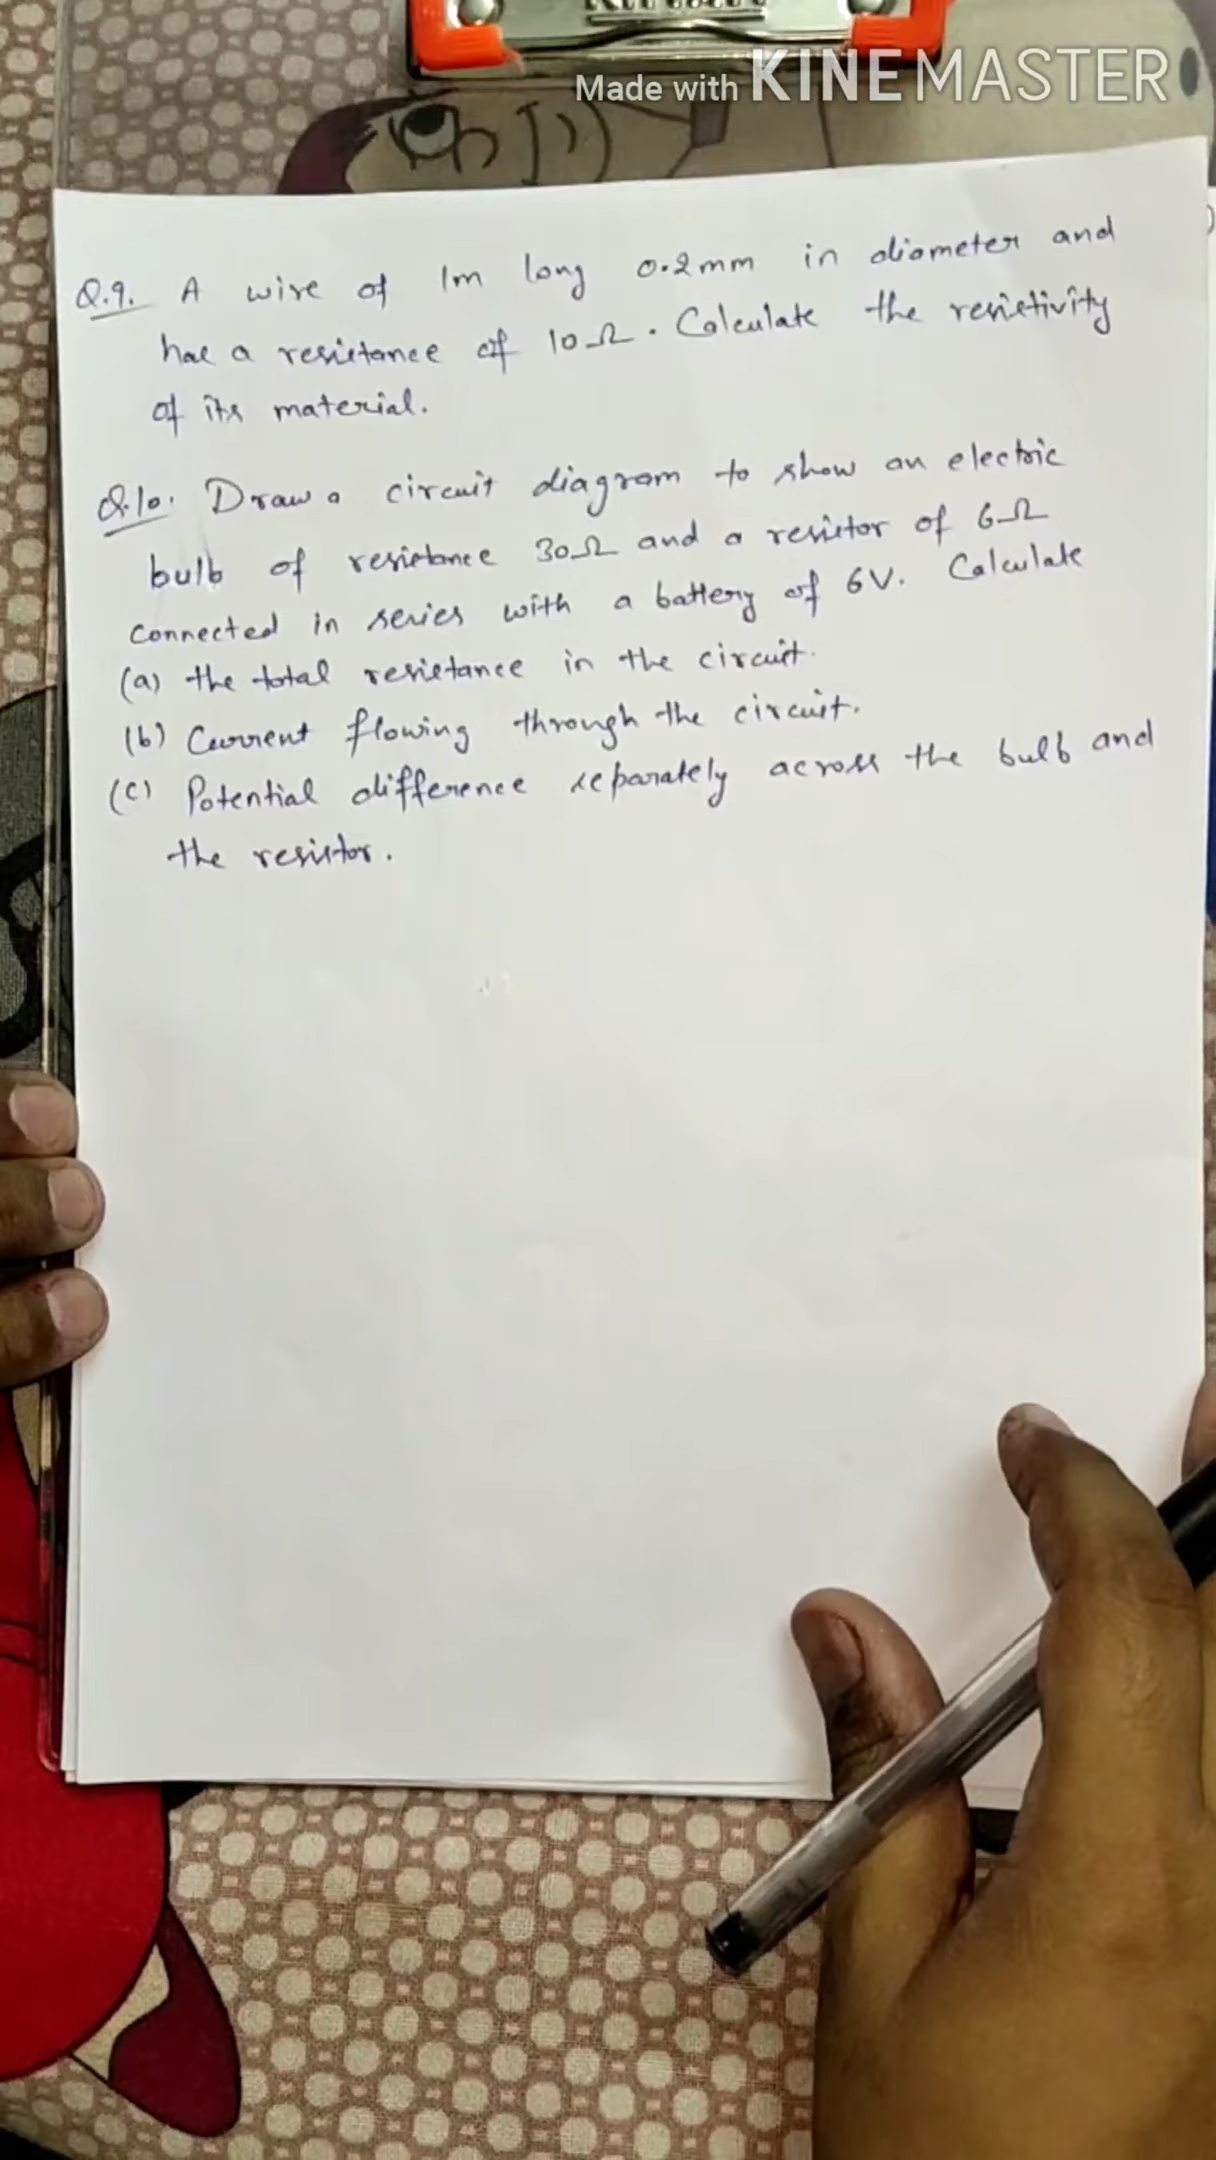 Made with KINEMASTER
Q.9. A wire of 1m long 0.2mm in diameter and
has a resistance of 10Ω. Calculate the resistivity
of its material.
Q.10. Draw a circuit diagram to show an electric
bulb of resistance 30Ω and a resistor of 6Ω
connected in series with a battery of 6V. Calculate
(a) the total resistance in the circuit.
(b) Current flowing through the circuit.
(c) Potential difference separately across the bulb and
the resistor.